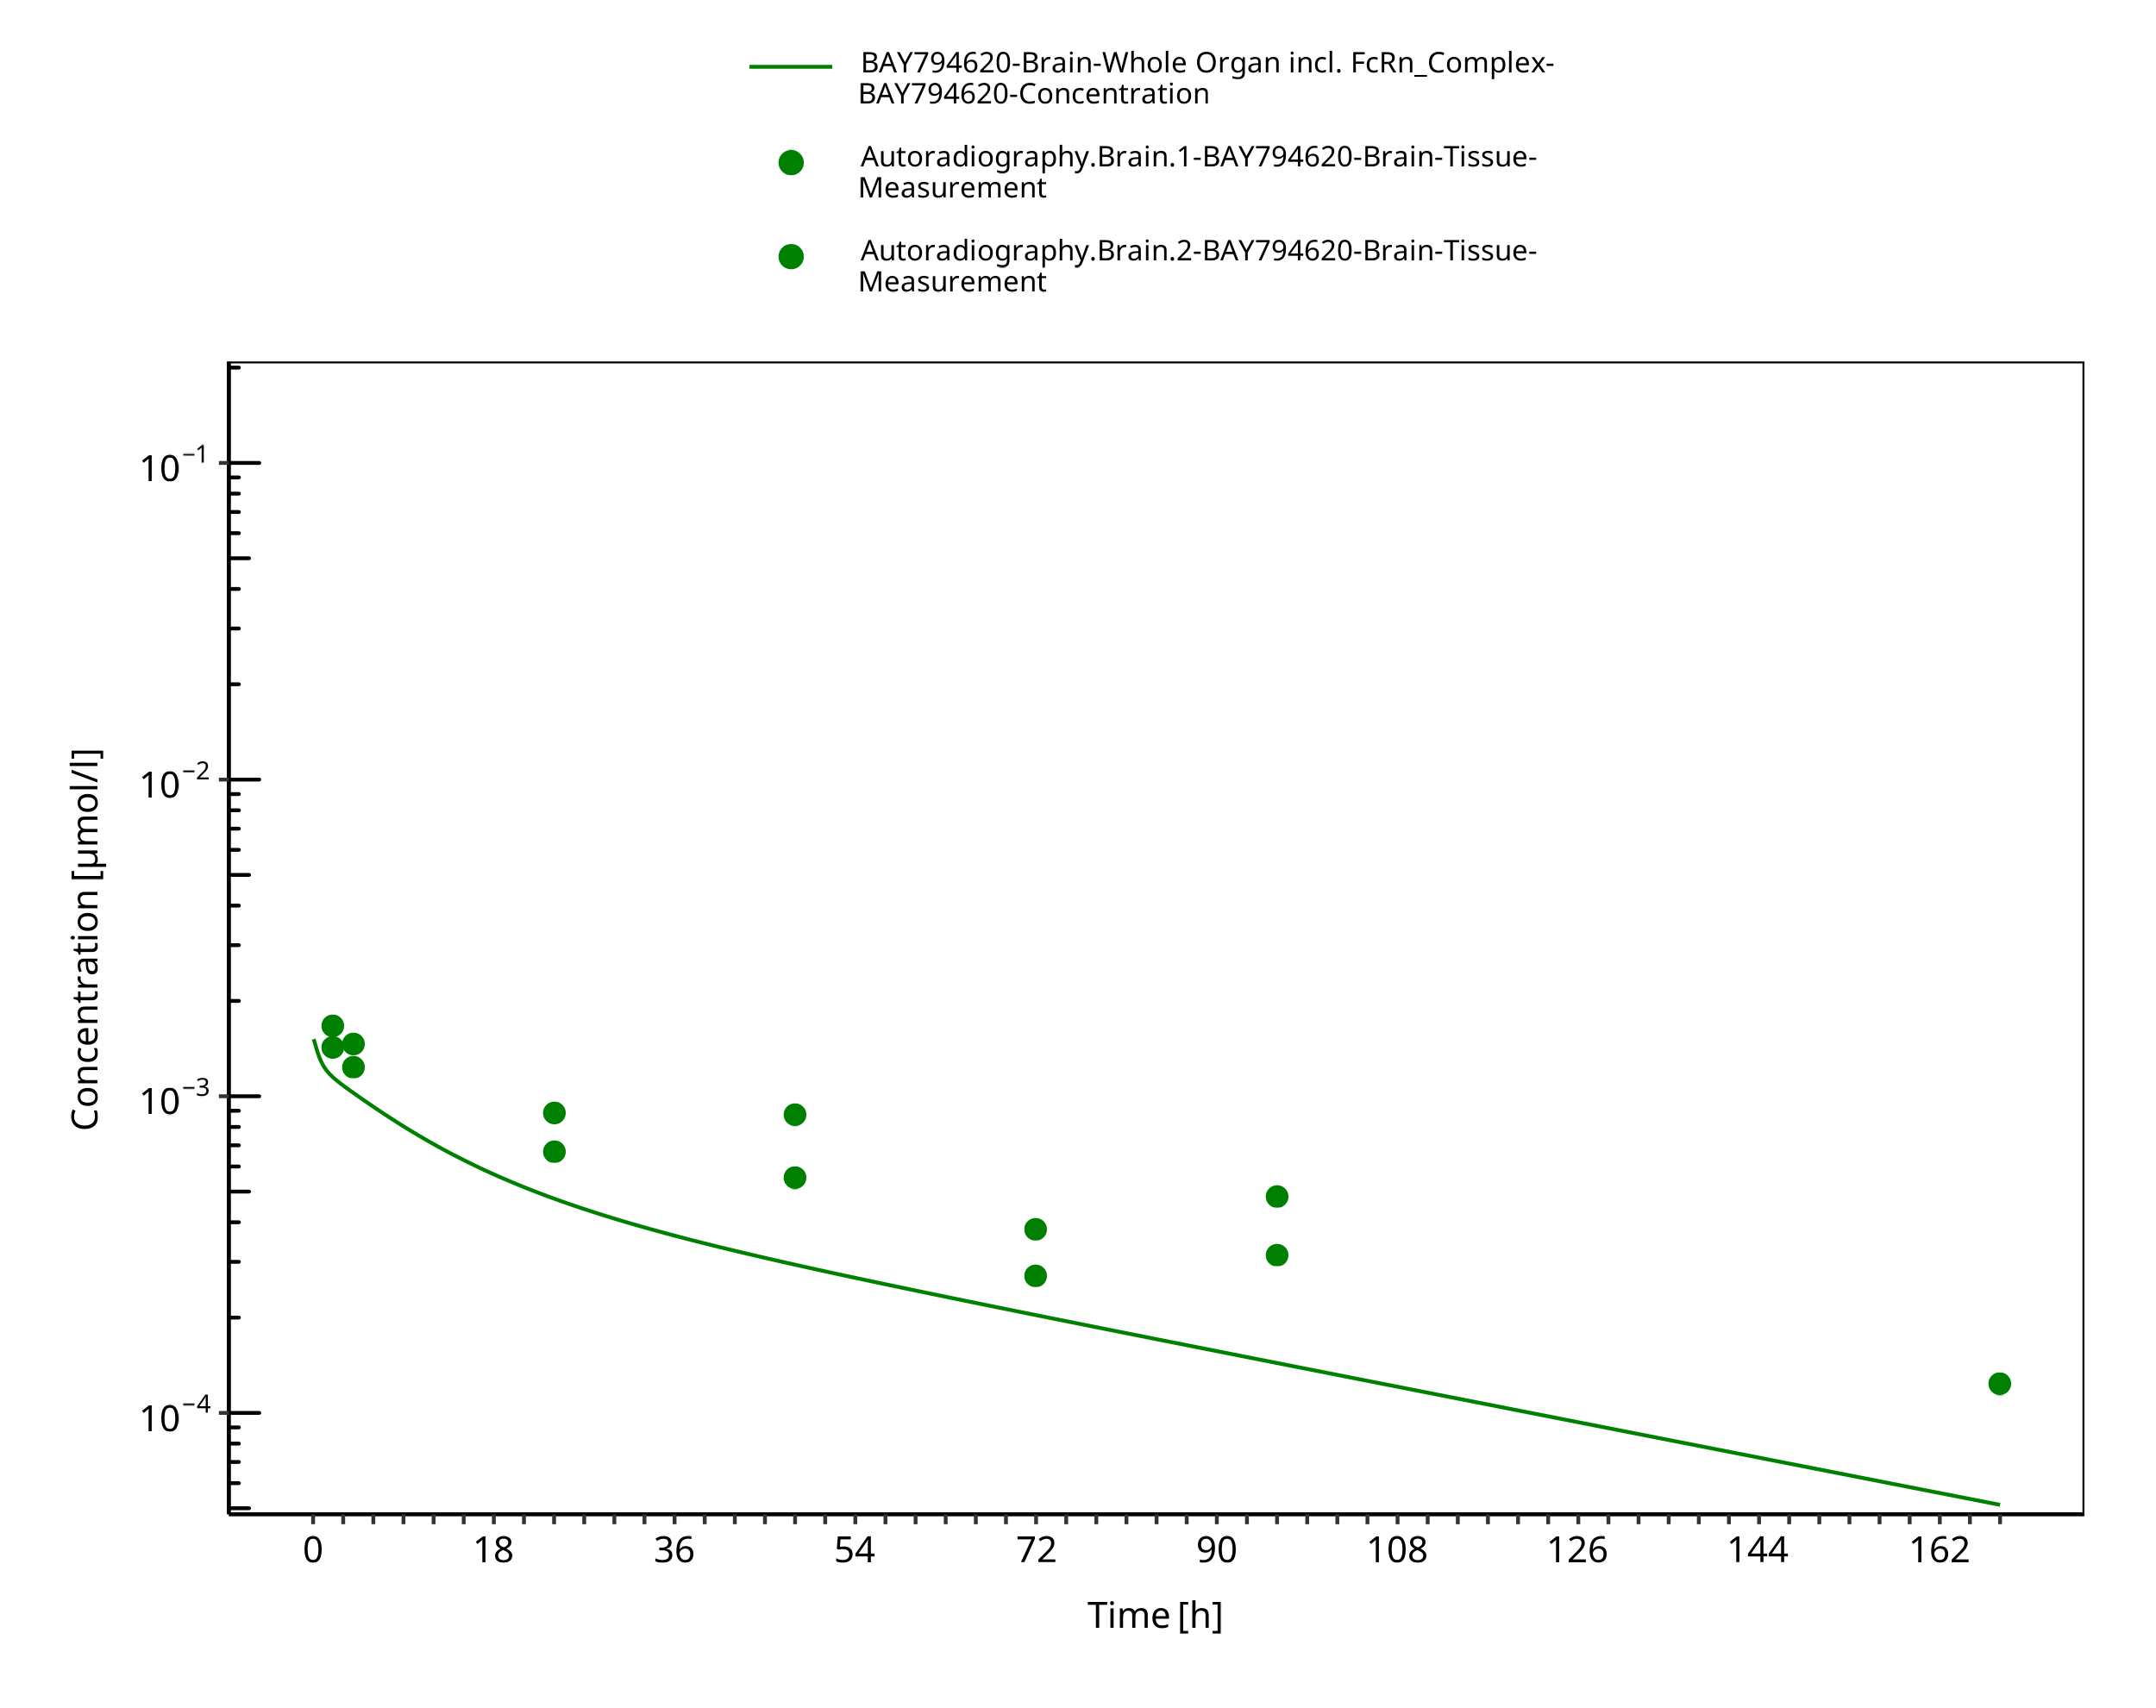 BAY794620-Brain-Whole Organ incl. FcRn_Complex-
BAY794620-Concentration
Autoradiography.Brain.1-BAY794620-Brain-Tissue-
Measurement
Autoradiography.Brain.2-BAY794620-Brain-Tissue-
Measurement
10⁻¹
10⁻²
10⁻³
10⁻⁴
Concentration [µmol/l]
0 18 36 54 72 90 108 126 144 162
Time [h]